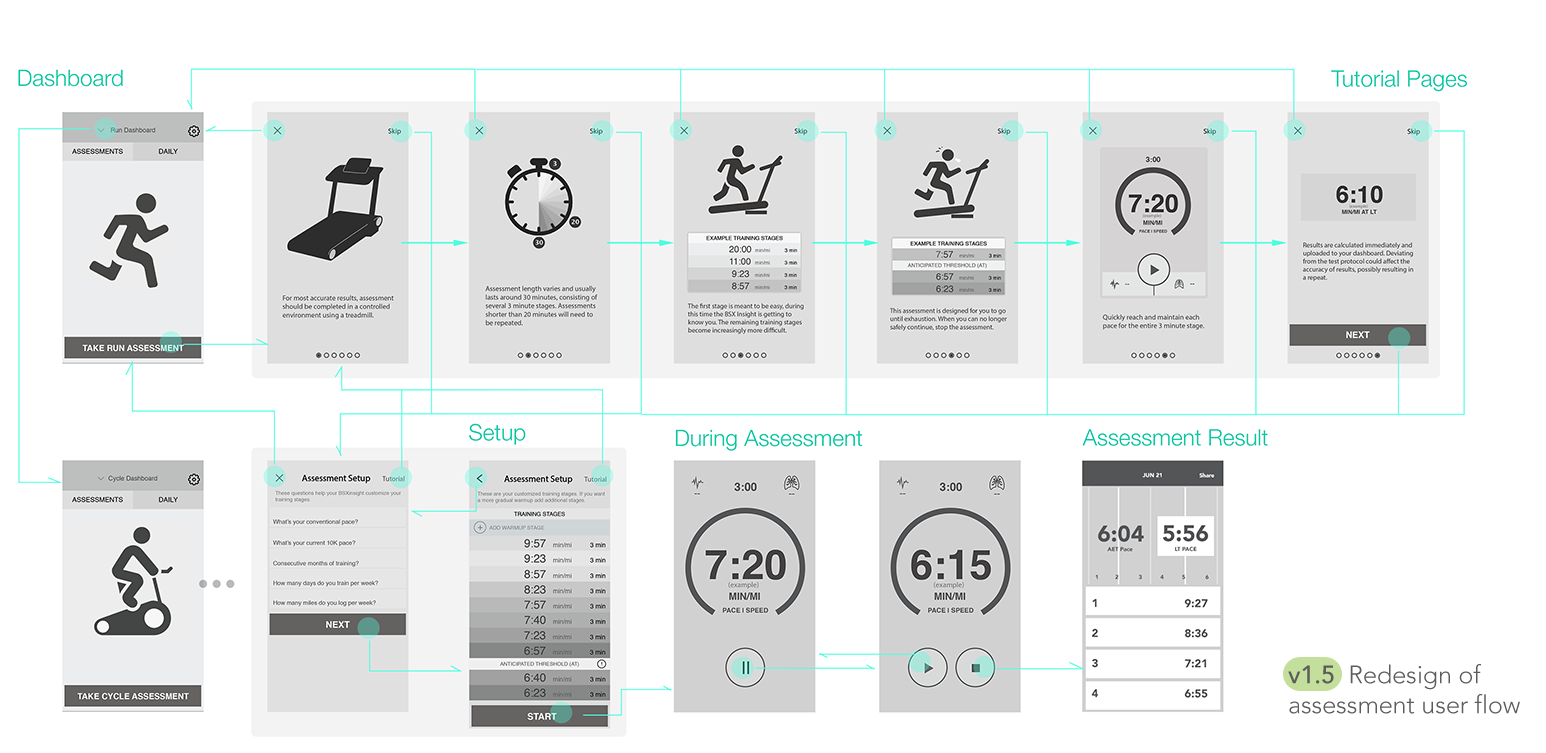 Dashboard
Tutorial Pages
Run Dashboard
ASSESSMENTS
DAILY
TAKE RUN ASSESSMENT
Skip
For most accurate results, assessment
should be completed in a controlled
environment using a treadmill.
Skip
3
20
30
Assessment length varies and usually
lasts around 30 minutes, consisting of
several 3 minute stages. Assessments
shorter than 20 minutes will need to
be repeated.
Skip
EXAMPLE TRAINING STAGES
20:00 min/mi 3 min
11:00 min/mi 3 min
9:23 min/mi 3 min
8:57 min/mi 3 min
The first stage is meant to be easy, during
this time the BSX Insight is getting to
know you. The remaining training stages
become increasingly more difficult.
Skip
EXAMPLE TRAINING STAGES
7:57 min/mi 3 min
ANTICIPATED THRESHOLD (AT)
6:57 min/mi 3 min
6:23 min/mi 3 min
This assessment is designed for you to go
until exhaustion. When you can no longer
safely continue, stop the assessment.
Skip
3:00
7:20
(example)
MIN/MI
PACE | SPEED
-- --
Quickly reach and maintain each
pace for the entire 3 minute stage.
Skip
6:10
(example)
MIN/MI AT LT
Results are calculated immediately and
uploaded to your dashboard. Deviating
from the test protocol could affect the
accuracy of results, possibly resulting in
a repeat.
NEXT
Setup
During Assessment
Assessment Result
Cycle Dashboard
ASSESSMENTS
DAILY
TAKE CYCLE ASSESSMENT
Assessment Setup
Tutorial
These questions help your BSXinsight customize your
training stages.
What's your conventional pace?
What's your current 10K pace?
Consecutive months of training?
How many days do you train per week?
How many miles do you log per week?
NEXT
Assessment Setup
Tutorial
These are your customized training stages. If you want
a more gradual warmup add additional stages.
TRAINING STAGES
ADD WARMUP STAGE
9:57 min/mi 3 min
9:23 min/mi 3 min
8:57 min/mi 3 min
8:23 min/mi 3 min
7:57 min/mi 3 min
7:40 min/mi 3 min
7:23 min/mi 3 min
6:57 min/mi 3 min
ANTICIPATED THRESHOLD (AT)
6:40 min/mi 3 min
6:23 min/mi 3 min
START
3:00
-- --
7:20
(example)
MIN/MI
PACE | SPEED
3:00
-- --
6:15
(example)
MIN/MI
PACE | SPEED
JUN 21
Share
6:04
AET Pace
5:56
LT PACE
1 2 3 4 5 6
1 9:27
2 8:36
3 7:21
4 6:55
v1.5 Redesign of
assessment user flow